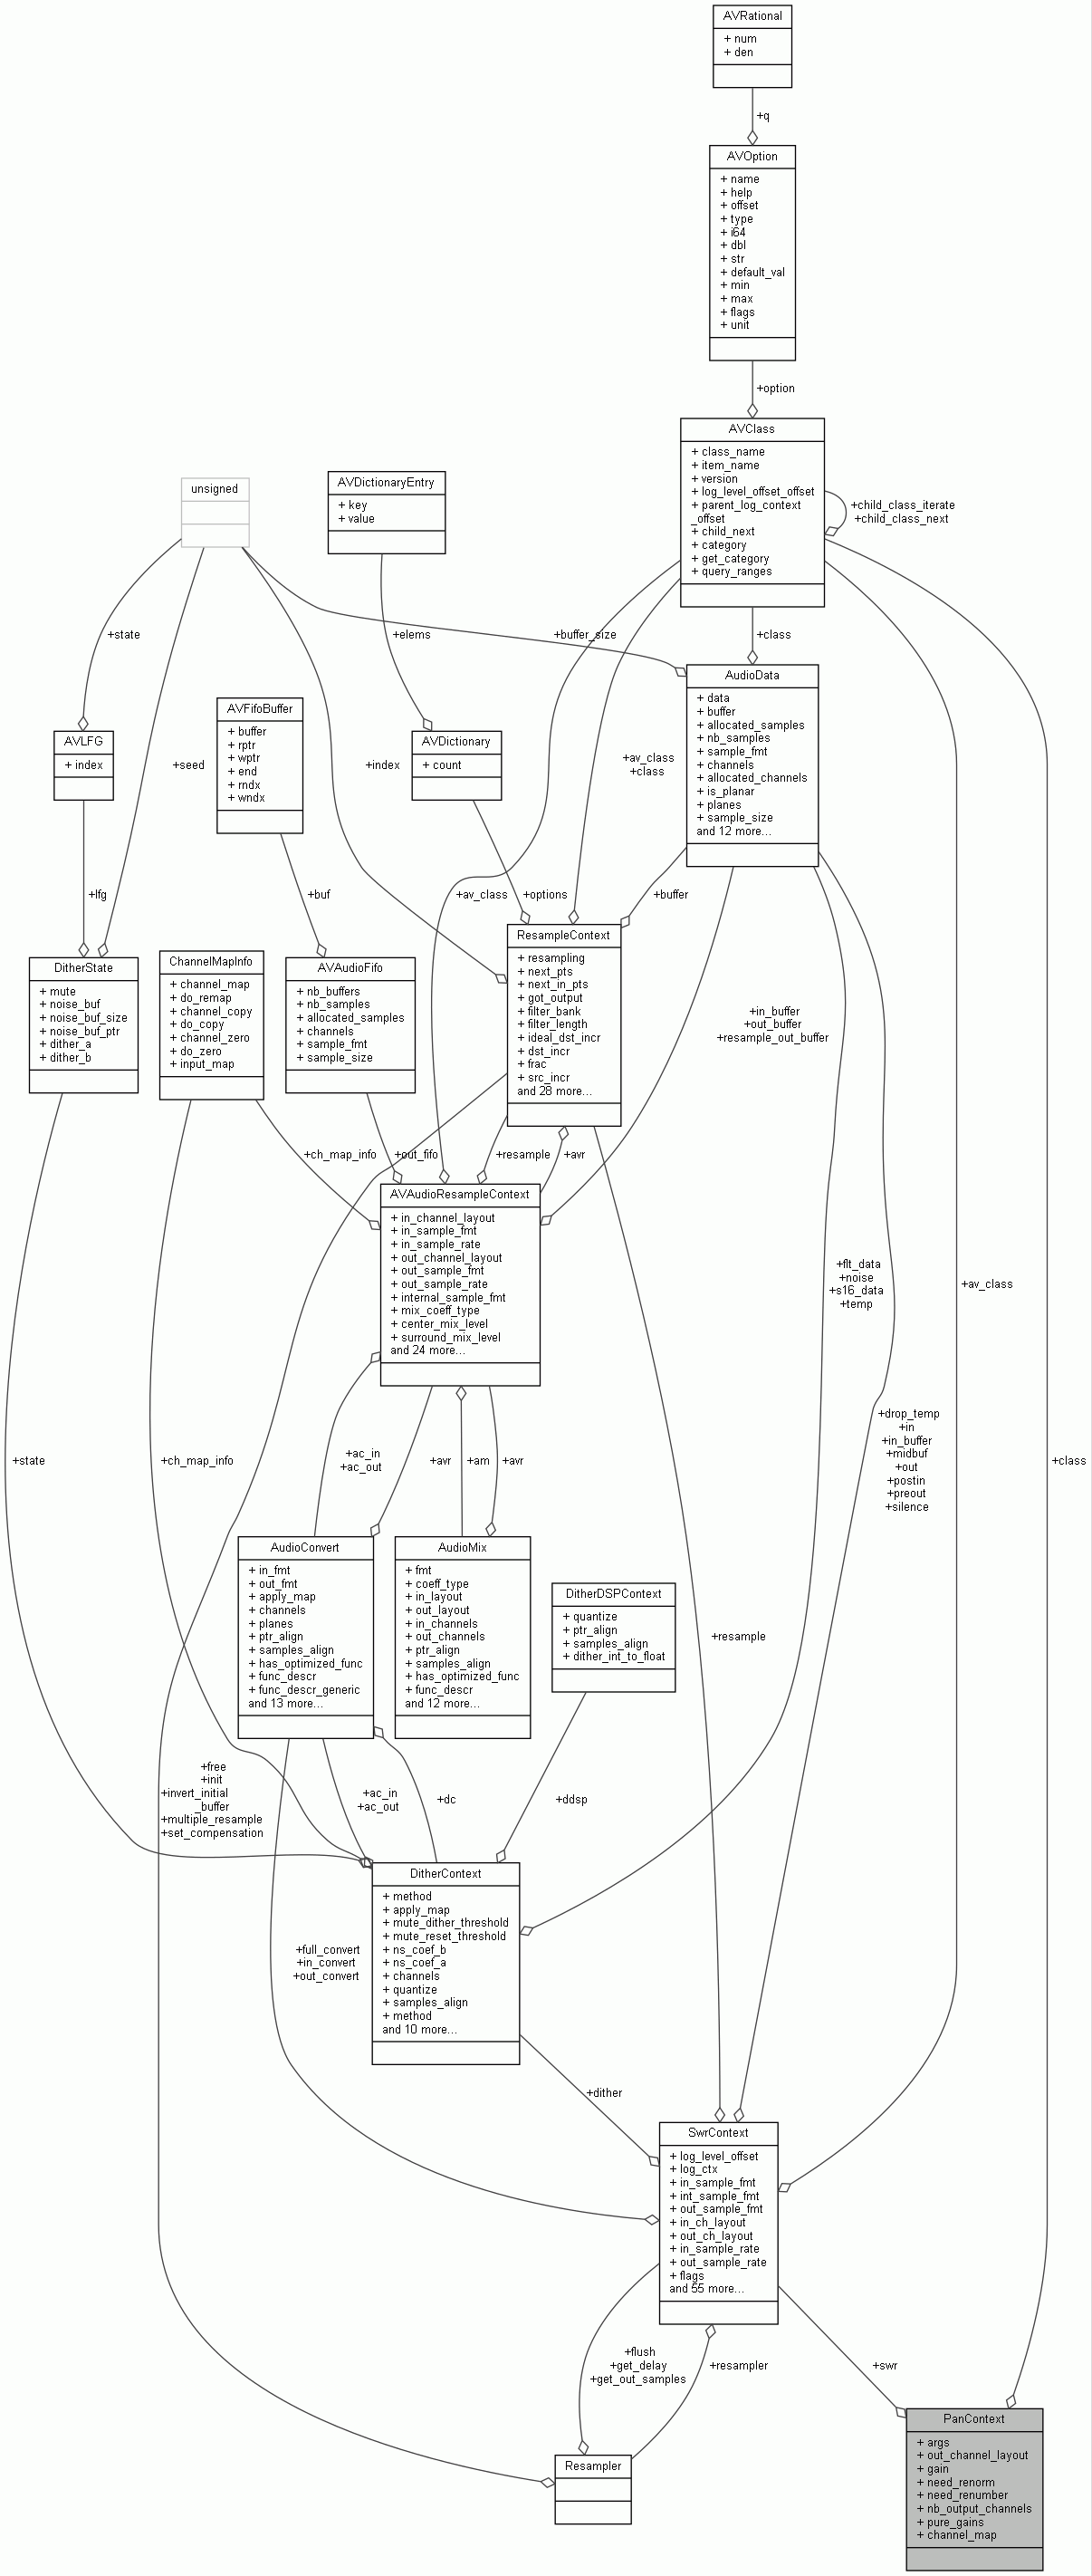 AVRational
+ num
+ den
+q
AVOption
+ name
+ help
+ offset
+ type
+ i64
+ dbl
+ str
+ default_val
+ min
+ max
+ flags
+ unit
+option
AVClass
+ class_name
+ item_name
+ version
+ log_level_offset_offset
+ parent_log_context
_offset
+ child_next
+ category
+ get_category
+ query_ranges
+child_class_iterate
+child_class_next
unsigned
AVDictionaryEntry
+ key
+ value
+state
+elems
+buffer_size
+class
AudioData
+ data
+ buffer
+ allocated_samples
+ nb_samples
+ sample_fmt
+ channels
+ allocated_channels
+ is_planar
+ planes
+ sample_size
and 12 more...
AVFifoBuffer
+ buffer
+ rptr
+ wptr
+ end
+ rndx
+ wndx
AVLFG
+ index
+seed
+index
AVDictionary
+ count
+av_class
+class
+lfg
+buf
+av_class
+options
+buffer
DitherState
+ mute
+ noise_buf
+ noise_buf_size
+ noise_buf_ptr
+ dither_a
+ dither_b
ChannelMapInfo
+ channel_map
+ do_remap
+ channel_copy
+ do_copy
+ channel_zero
+ do_zero
+ input_map
AVAudioFifo
+ nb_buffers
+ nb_samples
+ allocated_samples
+ channels
+ sample_fmt
+ sample_size
ResampleContext
+ resampling
+ next_pts
+ next_in_pts
+ got_output
+ filter_bank
+ filter_length
+ ideal_dst_incr
+ dst_incr
+ frac
+ src_incr
and 28 more...
+in_buffer
+out_buffer
+resample_out_buffer
+ch_map_info
+out_fifo
+resample
+avr
AVAudioResampleContext
+ in_channel_layout
+ in_sample_fmt
+ in_sample_rate
+ out_channel_layout
+ out_sample_fmt
+ out_sample_rate
+ internal_sample_fmt
+ mix_coeff_type
+ center_mix_level
+ surround_mix_level
and 24 more...
+flt_data
+noise
+s16_data
+temp
+av_class
+state
+ch_map_info
+ac_in
+ac_out
+avr
+am
+avr
+drop_temp
+in
+in_buffer
+midbuf
+out
+postin
+preout
+silence
+class
AudioConvert
+ in_fmt
+ out_fmt
+ apply_map
+ channels
+ planes
+ ptr_align
+ samples_align
+ has_optimized_func
+ func_descr
+ func_descr_generic
and 13 more...
AudioMix
+ fmt
+ coeff_type
+ in_layout
+ out_layout
+ in_channels
+ out_channels
+ ptr_align
+ samples_align
+ has_optimized_func
+ func_descr
and 12 more...
DitherDSPContext
+ quantize
+ ptr_align
+ samples_align
+ dither_int_to_float
+resample
+free
+init
+invert_initial
_buffer
+multiple_resample
+set_compensation
+ac_in
+ac_out
+dc
+ddsp
DitherContext
+ method
+ apply_map
+ mute_dither_threshold
+ mute_reset_threshold
+ ns_coef_b
+ ns_coef_a
+ channels
+ quantize
+ samples_align
+ method
and 10 more...
+full_convert
+in_convert
+out_convert
+dither
SwrContext
+ log_level_offset
+ log_ctx
+ in_sample_fmt
+ int_sample_fmt
+ out_sample_fmt
+ in_ch_layout
+ out_ch_layout
+ in_sample_rate
+ out_sample_rate
+ flags
and 55 more...
+flush
+get_delay
+get_out_samples
+resampler
+swr
Resampler
PanContext
+ args
+ out_channel_layout
+ gain
+ need_renorm
+ need_renumber
+ nb_output_channels
+ pure_gains
+ channel_map